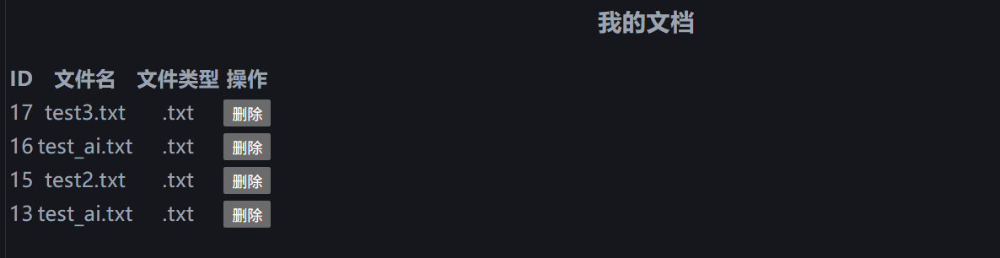 我的文档
ID 文件名 文件类型 操作
17 test3.txt .txt 删除
16 test_ai.txt .txt 删除
15 test2.txt .txt 删除
13 test_ai.txt .txt 删除